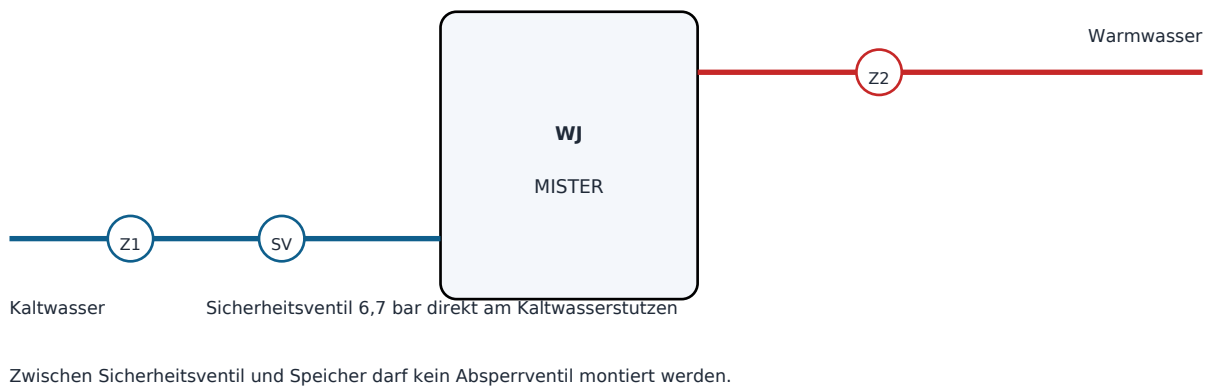 Warmwasser
Z2
WJ
MISTER
Z1
SV
Kaltwasser
Sicherheitsventil 6,7 bar direkt am Kaltwasserstutzen
Zwischen Sicherheitsventil und Speicher darf kein Absperrventil montiert werden.